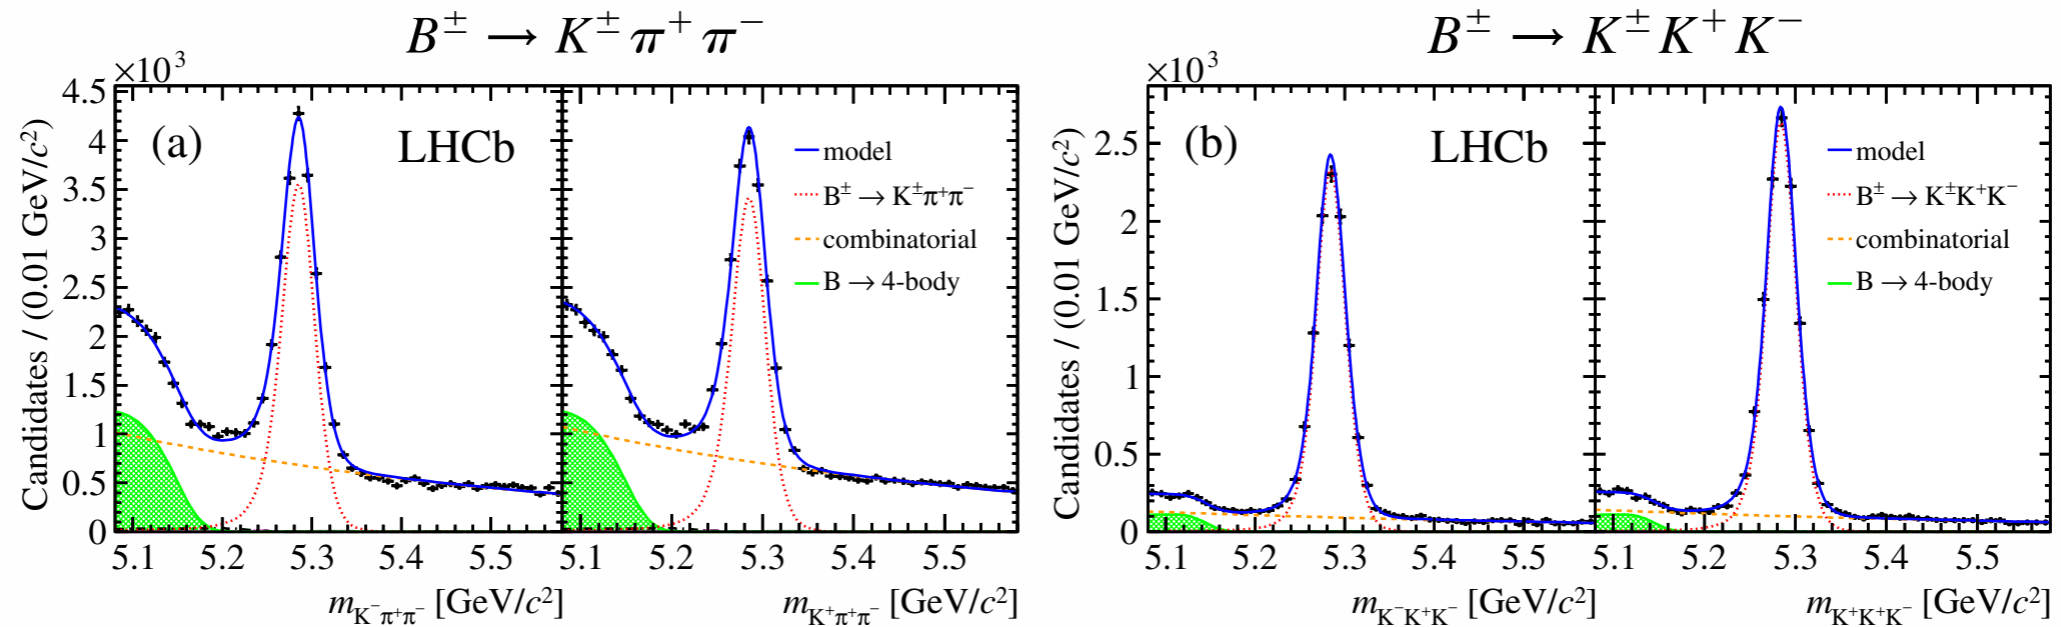 B± → K± π+ π−
B± → K± K+ K−
×10³
Candidates / (0.01 GeV/c²)
4.5
4
3.5
3
2.5
2
1.5
1
0.5
0
(a)
LHCb
model
B± → K±π+π−
combinatorial
B → 4-body
5.1 5.2 5.3 5.4 5.5
5.1 5.2 5.3 5.4 5.5
mK−π+π− [GeV/c²]
mK+π+π− [GeV/c²]
×10³
Candidates / (0.01 GeV/c²)
2.5
2
1.5
1
0.5
0
(b)
LHCb
model
B± → K±K+K−
combinatorial
B → 4-body
5.1 5.2 5.3 5.4 5.5
5.1 5.2 5.3 5.4 5.5
mK−K+K− [GeV/c²]
mK+K+K− [GeV/c²]